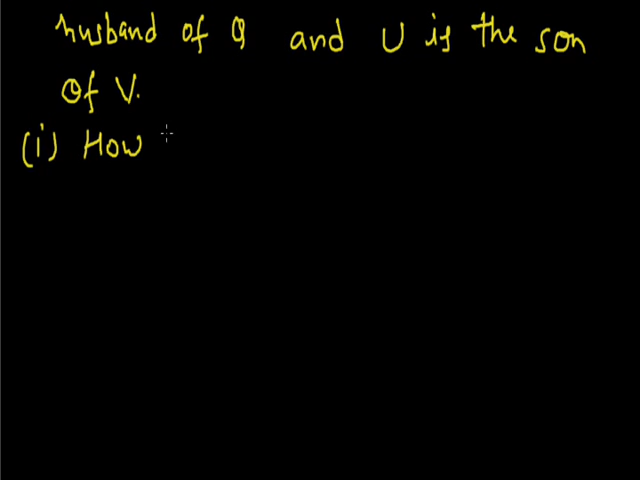 husband of Q and U is the son
of V.
(i) How